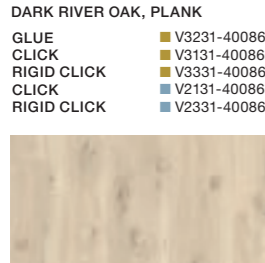 DARK RIVER OAK, PLANK
GLUE V3231-40086
CLICK V3131-40086
RIGID CLICK V3331-40086
CLICK V2131-40086
RIGID CLICK V2331-40086